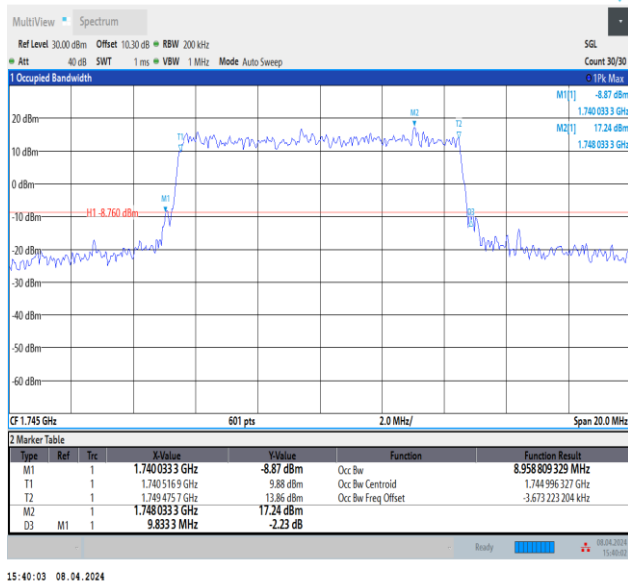 MultiView Spectrum
Ref Level 30.00 dBm Offset 10.30 dB RBW 200 kHz SGL
Att 40 dB SWT 1 ms VBW 1 MHz Mode Auto Sweep Count 30/30
1 Occupied Bandwidth 1Pk Max
M1[1] -8.87 dBm
1.740 033 3 GHz
M2[1] 17.24 dBm
1.748 033 3 GHz
M2
T2
T1
20 dBm
10 dBm
0 dBm
M1
H1 -8.760 dBm
D3
-10 dBm
-20 dBm
-30 dBm
-40 dBm
-50 dBm
-60 dBm
CF 1.745 GHz 601 pts 2.0 MHz/ Span 20.0 MHz
2 Marker Table
Type Ref Trc X-Value Y-Value Function Function Result
M1 1 1.740 033 3 GHz -8.87 dBm Occ Bw 8.958 809 329 MHz
T1 1 1.740 516 9 GHz 9.88 dBm Occ Bw Centroid 1.744 996 327 GHz
T2 1 1.749 475 7 GHz 13.86 dBm Occ Bw Freq Offset -3.673 223 204 kHz
M2 1 1.748 033 3 GHz 17.24 dBm
D3 M1 1 9.833 3 MHz -2.23 dB
Ready 08.04.2024
15:40:02
15:40:03 08.04.2024